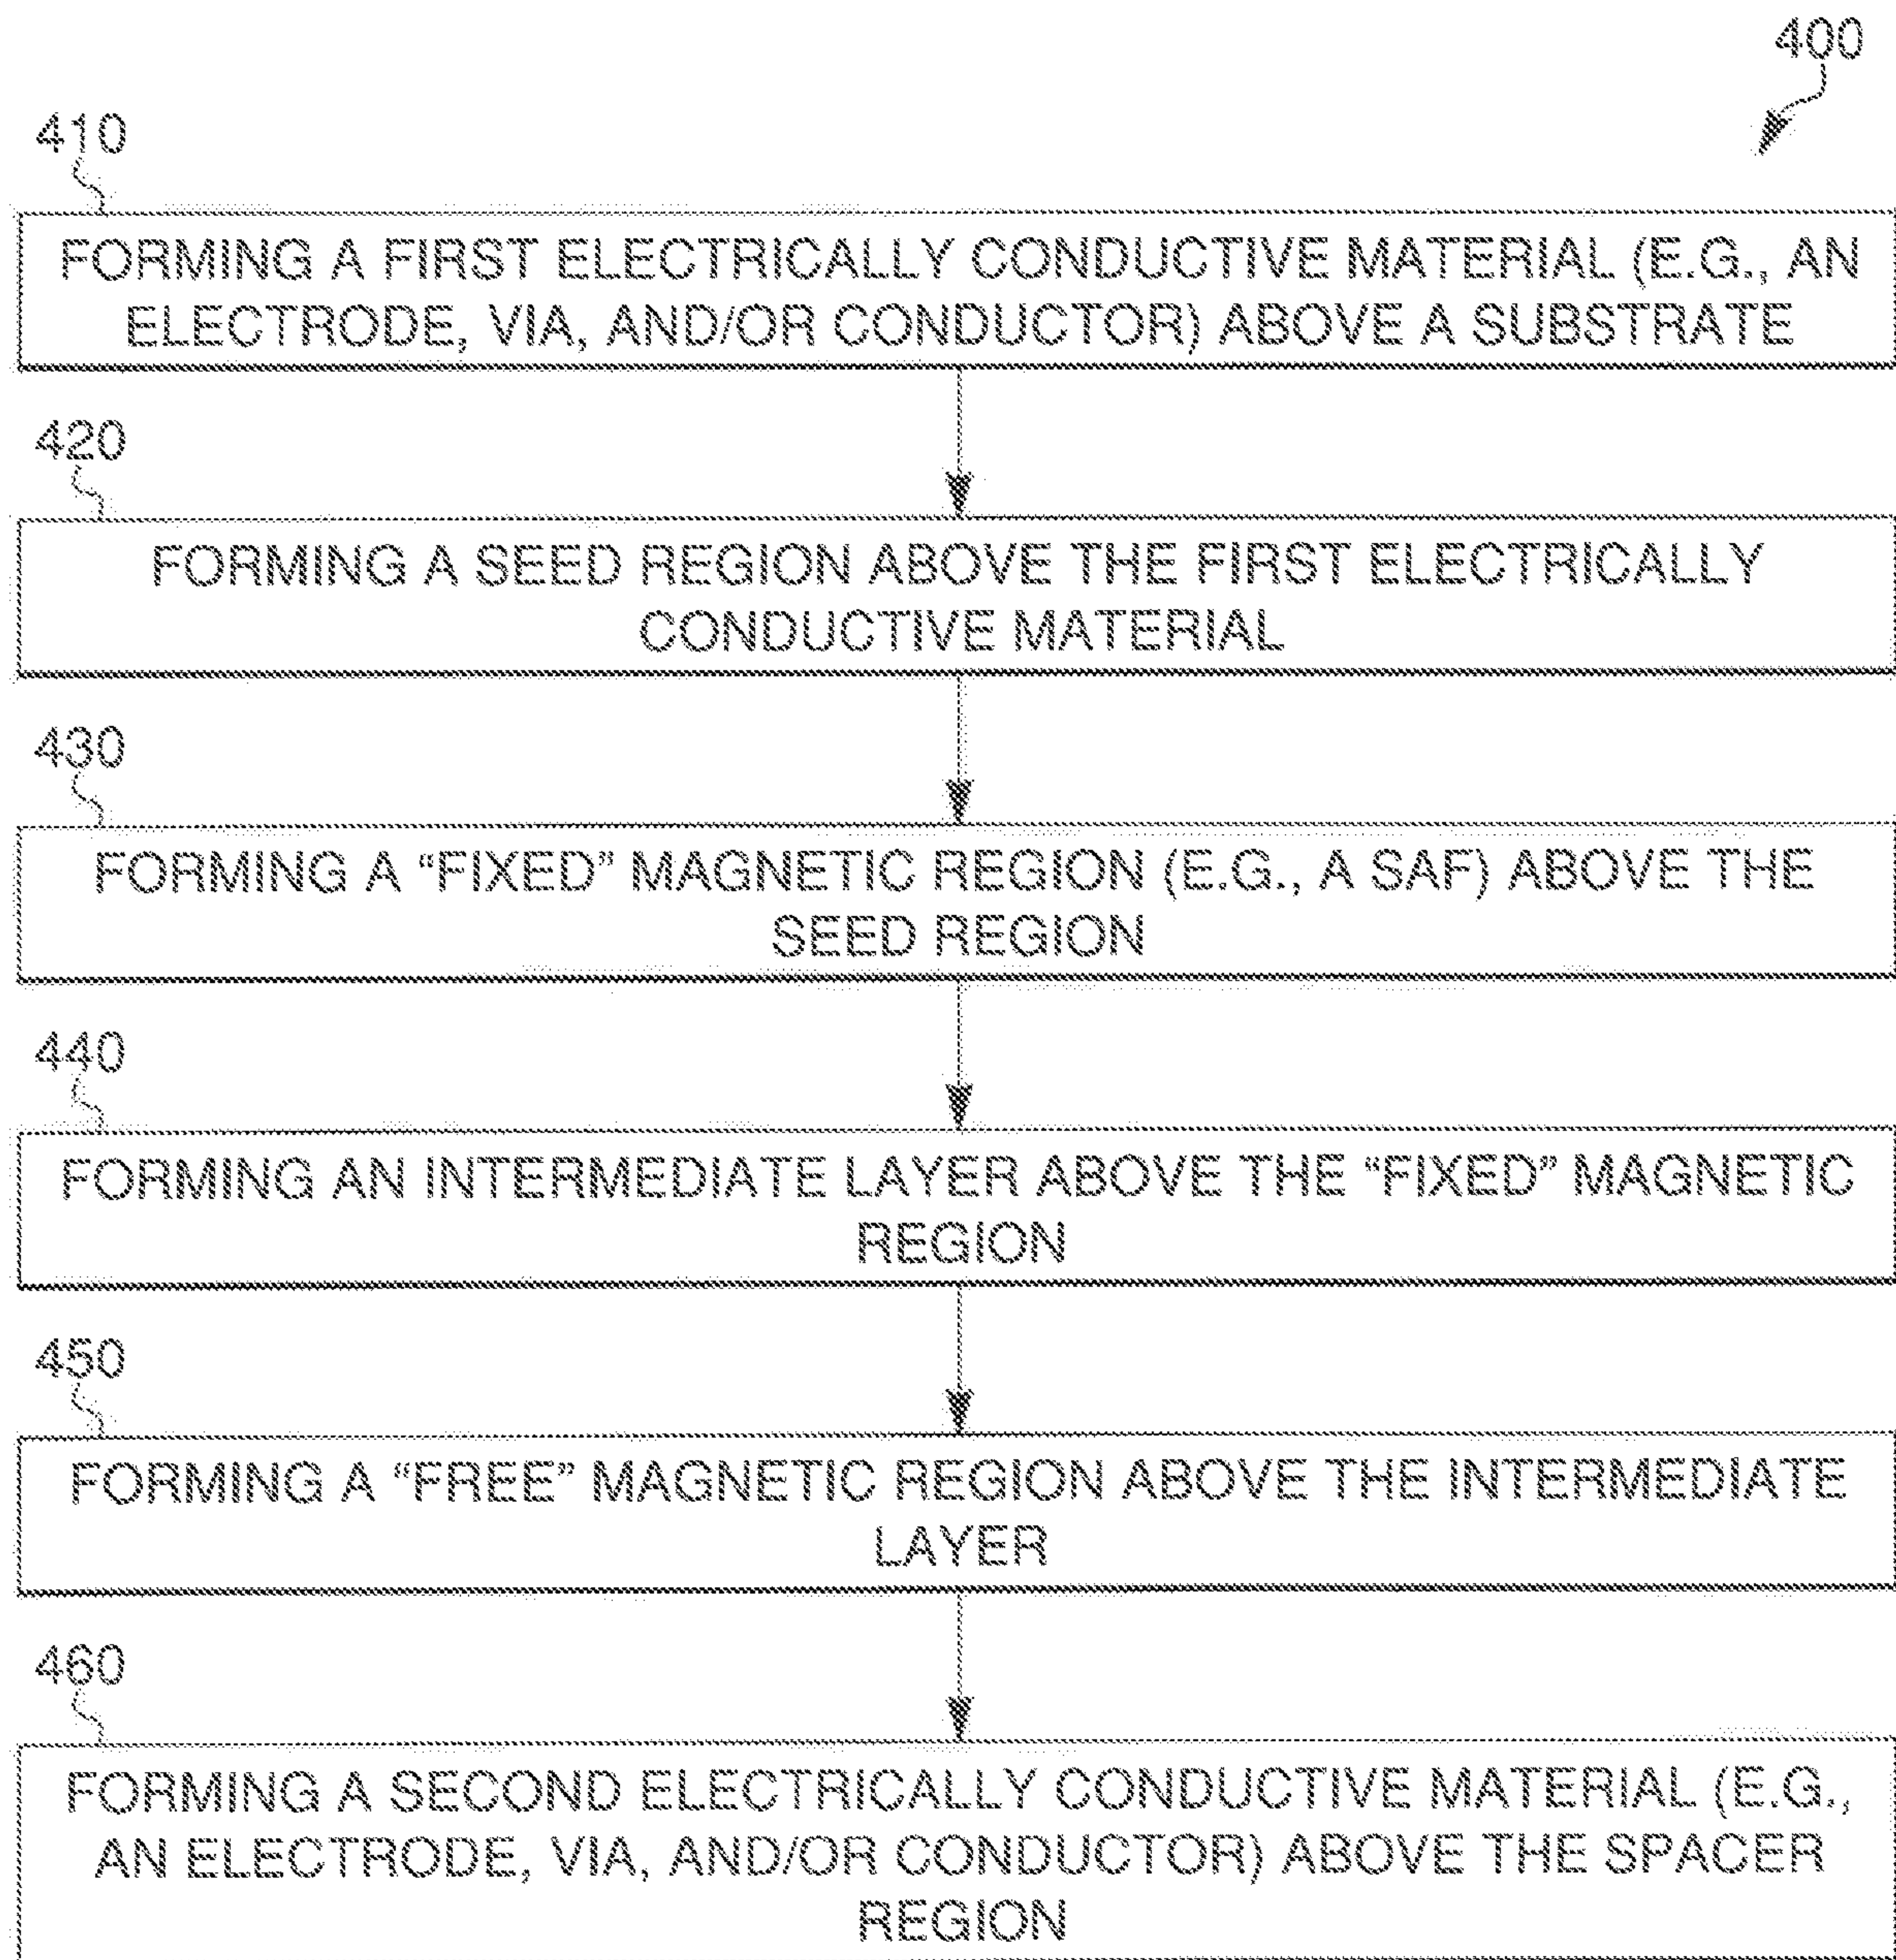 400
410
FORMING A FIRST ELECTRICALLY CONDUCTIVE MATERIAL (E.G., AN
ELECTRODE, VIA, AND/OR CONDUCTOR) ABOVE A SUBSTRATE
420
FORMING A SEED REGION ABOVE THE FIRST ELECTRICALLY
CONDUCTIVE MATERIAL
430
FORMING A “FIXED” MAGNETIC REGION (E.G., A SAF) ABOVE THE
SEED REGION
440
FORMING AN INTERMEDIATE LAYER ABOVE THE “FIXED” MAGNETIC
REGION
450
FORMING A “FREE” MAGNETIC REGION ABOVE THE INTERMEDIATE
LAYER
460
FORMING A SECOND ELECTRICALLY CONDUCTIVE MATERIAL (E.G.,
AN ELECTRODE, VIA, AND/OR CONDUCTOR) ABOVE THE SPACER
REGION